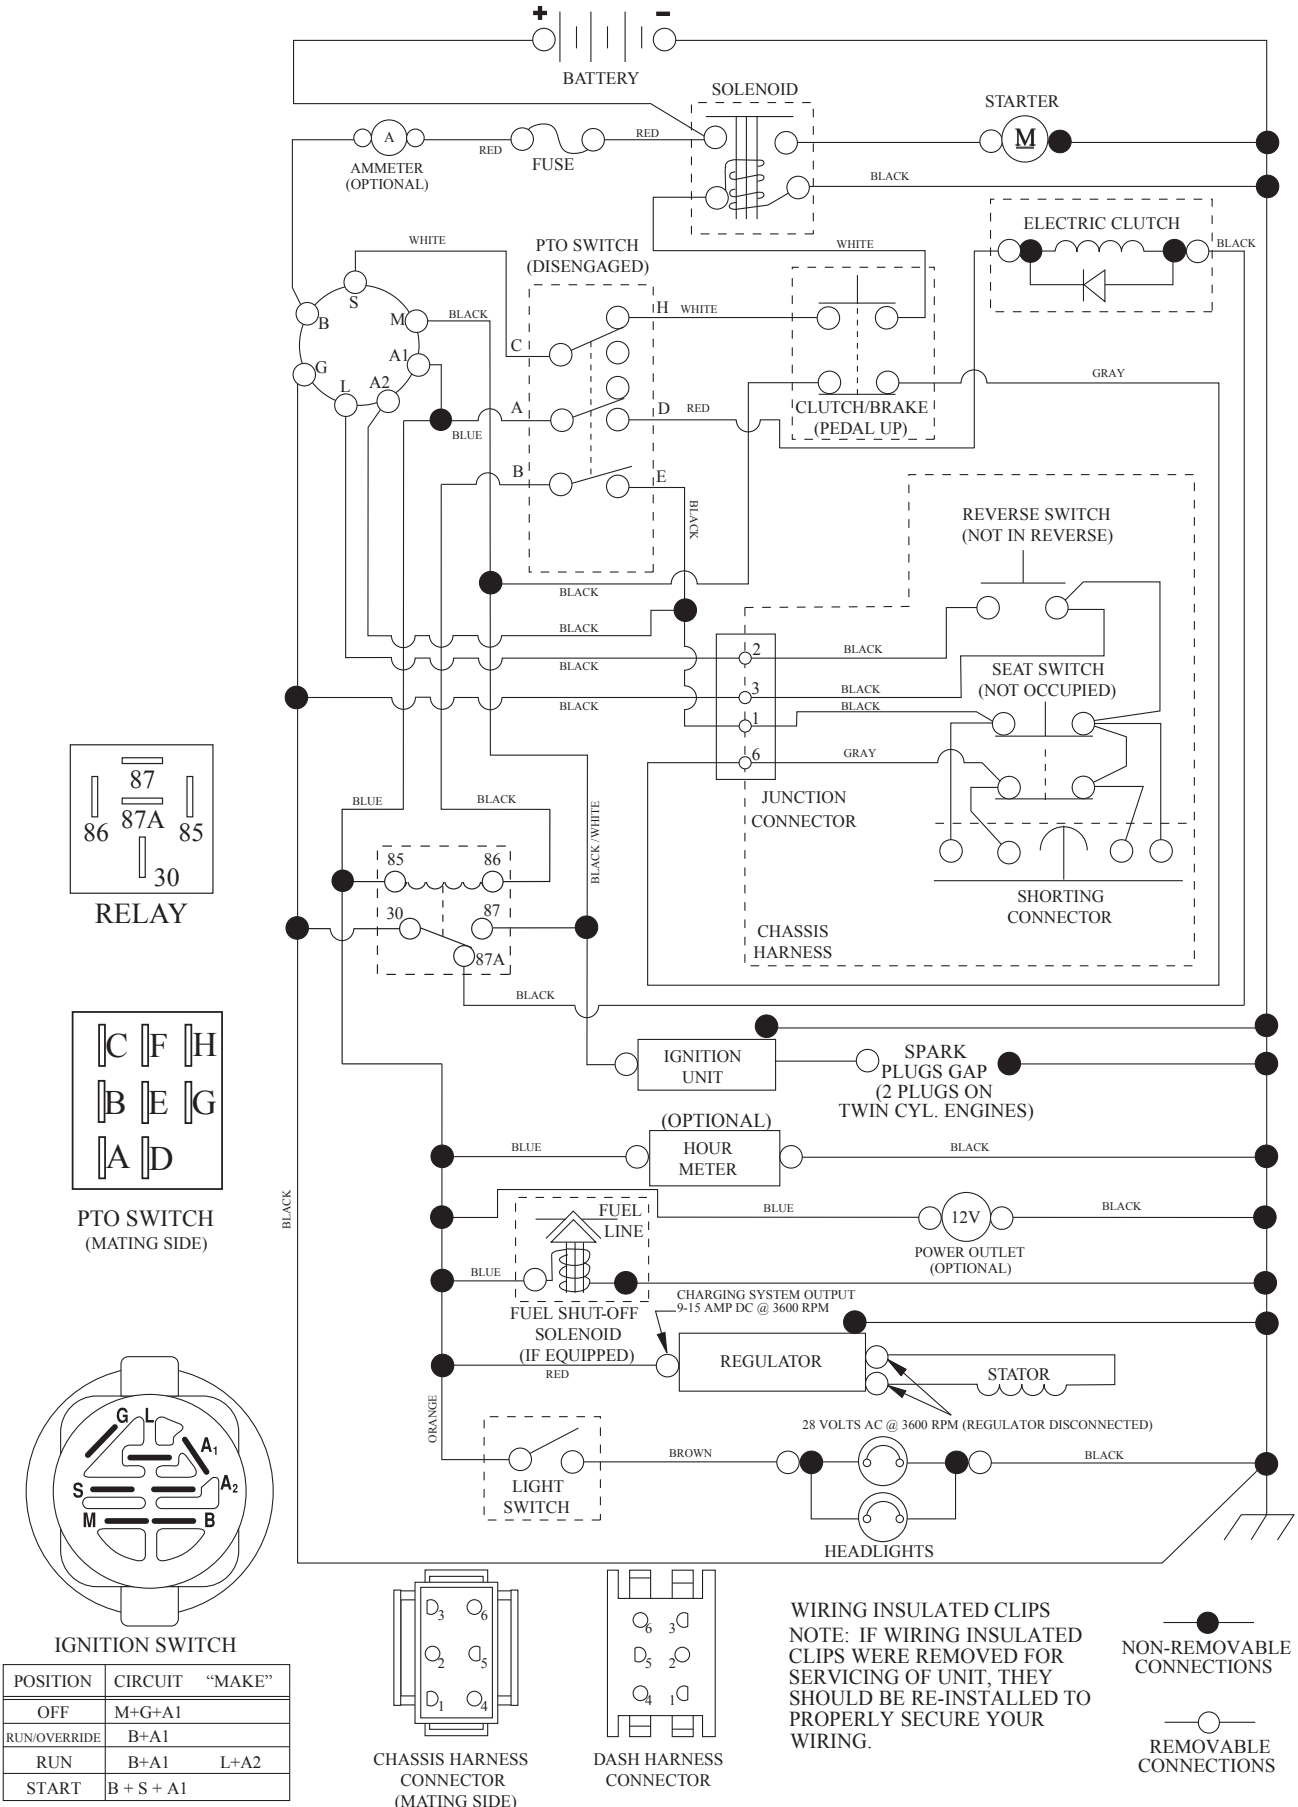 + −
BATTERY
SOLENOID
STARTER
A
RED
FUSE
RED
M
AMMETER
(OPTIONAL)
BLACK
ELECTRIC CLUTCH
WHITE
PTO SWITCH
(DISENGAGED)
WHITE
BLACK
S
B
M
BLACK
H
WHITE
C
A1
G
L
A2
GRAY
A
D
RED
CLUTCH/BRAKE
(PEDAL UP)
BLUE
B
E
BLACK
REVERSE SWITCH
(NOT IN REVERSE)
BLACK
BLACK
2
BLACK
BLACK
SEAT SWITCH
(NOT OCCUPIED)
3
BLACK
BLACK
1
BLACK
6
GRAY
87
87A
86
85
30
RELAY
BLUE
BLACK
JUNCTION
CONNECTOR
BLACK/WHITE
85
86
30
87
87A
SHORTING
CONNECTOR
CHASSIS
HARNESS
BLACK
C F H
B E G
A D
PTO SWITCH
(MATING SIDE)
IGNITION
UNIT
SPARK
PLUGS GAP
(2 PLUGS ON
TWIN CYL. ENGINES)
(OPTIONAL)
HOUR
METER
BLUE
BLACK
BLACK
FUEL
LINE
BLUE
12V
BLACK
POWER OUTLET
(OPTIONAL)
BLUE
CHARGING SYSTEM OUTPUT
9-15 AMP DC @ 3600 RPM
FUEL SHUT-OFF
SOLENOID
(IF EQUIPPED)
RED
REGULATOR
STATOR
28 VOLTS AC @ 3600 RPM (REGULATOR DISCONNECTED)
ORANGE
BROWN
BLACK
LIGHT
SWITCH
HEADLIGHTS
G L
A1
S
A2
M B
IGNITION SWITCH
POSITION CIRCUIT “MAKE”
OFF M+G+A1
RUN/OVERRIDE B+A1
RUN B+A1 L+A2
START B + S + A1
3 6
2 5
1 4
CHASSIS HARNESS
CONNECTOR
(MATING SIDE)
6 3
5 2
4 1
DASH HARNESS
CONNECTOR
WIRING INSULATED CLIPS
NOTE: IF WIRING INSULATED
CLIPS WERE REMOVED FOR
SERVICING OF UNIT, THEY
SHOULD BE RE-INSTALLED TO
PROPERLY SECURE YOUR
WIRING.
NON-REMOVABLE
CONNECTIONS
REMOVABLE
CONNECTIONS